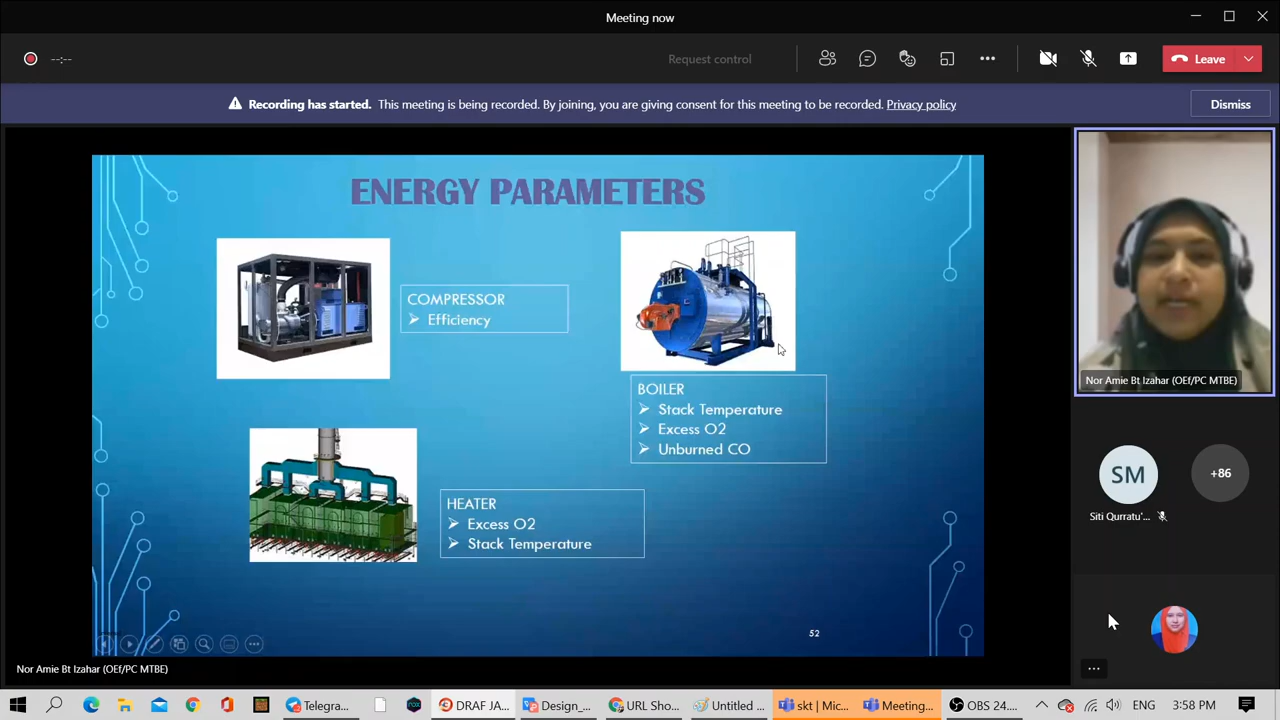 Meeting now
--:--
Request control
Leave
Recording has started. This meeting is being recorded. By joining, you are giving consent for this meeting to be recorded. Privacy policy
Dismiss
ENERGY PARAMETERS
COMPRESSOR
Efficiency
BOILER
Stack Temperature
Excess O2
Unburned CO
HEATER
Excess O2
Stack Temperature
52
Nor Amie Bt Izahar (OEf/PC MTBE)
Nor Amie Bt Izahar (OEf/PC MTBE)
SM
+86
Siti Qurratu'...
Telegra...
DRAF JA...
Design_...
URL Sho...
Untitled ...
skt | Mic...
Meeting...
OBS 24....
ENG
3:58 PM